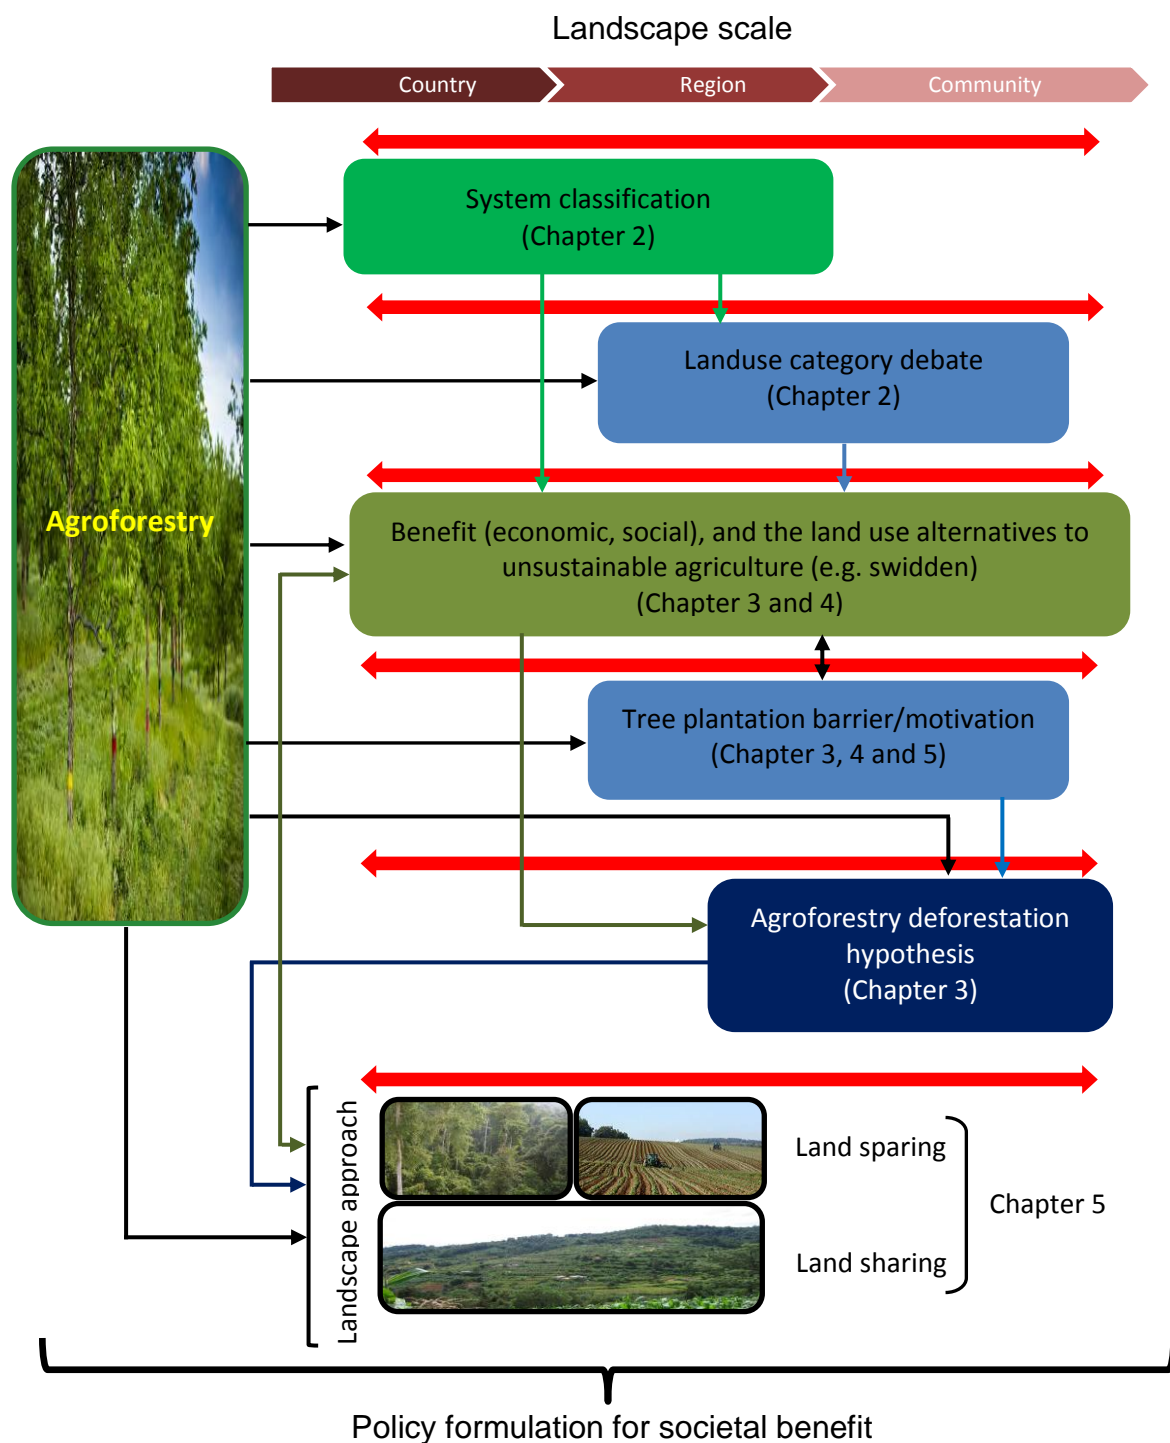 Landscape scale
Country
Region
Community
System classification
(Chapter 2)
Landuse category debate
(Chapter 2)
Agroforestry
Benefit (economic, social), and the land use alternatives to
unsustainable agriculture (e.g. swidden)
(Chapter 3 and 4)
Tree plantation barrier/motivation
(Chapter 3, 4 and 5)
Agroforestry deforestation
hypothesis
(Chapter 3)
Landscape approach
Land sparing
Chapter 5
Land sharing
Policy formulation for societal benefit